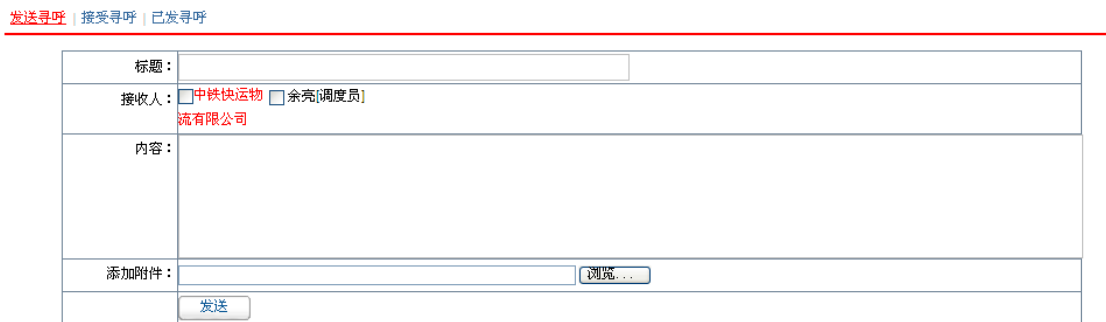 发送寻呼 | 接受寻呼 | 已发寻呼
标题：
接收人： 中铁快运物 余亮[调度员]
流有限公司
内容：
添加附件： 浏览...
发送